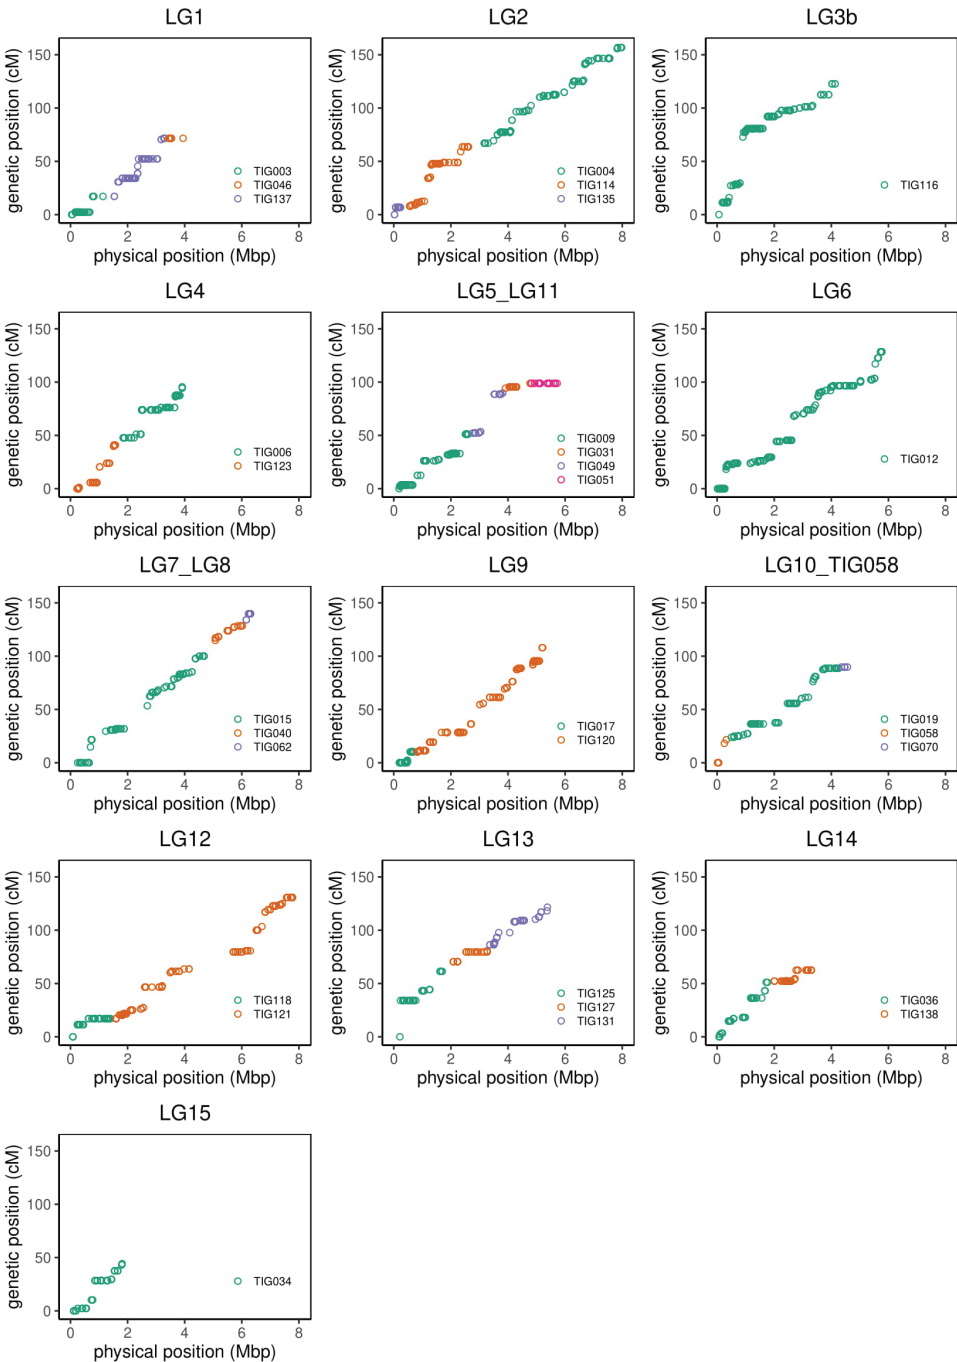 LG1
LG2
LG3b
genetic position (cM)
150
100
50
0
TIG003
TIG046
TIG137
0 2 4 6 8
physical position (Mbp)
genetic position (cM)
150
100
50
0
TIG004
TIG114
TIG135
0 2 4 6 8
physical position (Mbp)
genetic position (cM)
150
100
50
0
TIG116
0 2 4 6 8
physical position (Mbp)
LG4
LG5_LG11
LG6
genetic position (cM)
150
100
50
0
TIG006
TIG123
0 2 4 6 8
physical position (Mbp)
genetic position (cM)
150
100
50
0
TIG009
TIG031
TIG049
TIG051
0 2 4 6 8
physical position (Mbp)
genetic position (cM)
150
100
50
0
TIG012
0 2 4 6 8
physical position (Mbp)
LG7_LG8
LG9
LG10_TIG058
genetic position (cM)
150
100
50
0
TIG015
TIG040
TIG062
0 2 4 6 8
physical position (Mbp)
genetic position (cM)
150
100
50
0
TIG017
TIG120
0 2 4 6 8
physical position (Mbp)
genetic position (cM)
150
100
50
0
TIG019
TIG058
TIG070
0 2 4 6 8
physical position (Mbp)
LG12
LG13
LG14
genetic position (cM)
150
100
50
0
TIG118
TIG121
0 2 4 6 8
physical position (Mbp)
genetic position (cM)
150
100
50
0
TIG125
TIG127
TIG131
0 2 4 6 8
physical position (Mbp)
genetic position (cM)
150
100
50
0
TIG036
TIG138
0 2 4 6 8
physical position (Mbp)
LG15
genetic position (cM)
150
100
50
0
TIG034
0 2 4 6 8
physical position (Mbp)